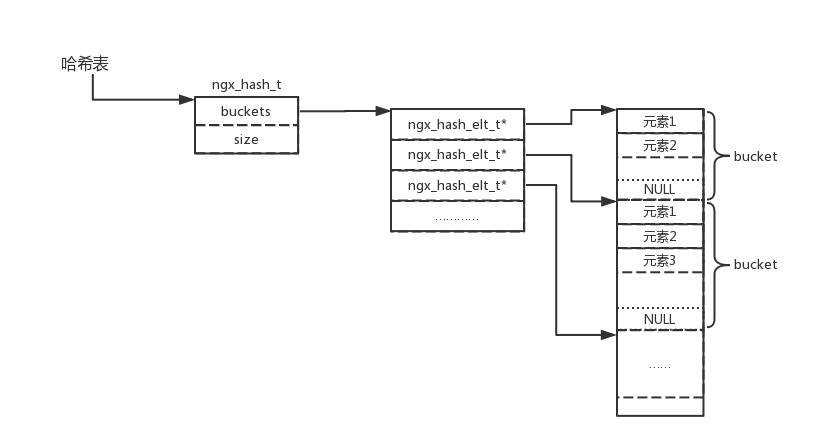 哈希表
ngx_hash_t
buckets
size
ngx_hash_elt_t*
ngx_hash_elt_t*
ngx_hash_elt_t*
…………
元素1
元素2
NULL
bucket
元素1
元素2
元素3
NULL
bucket
……